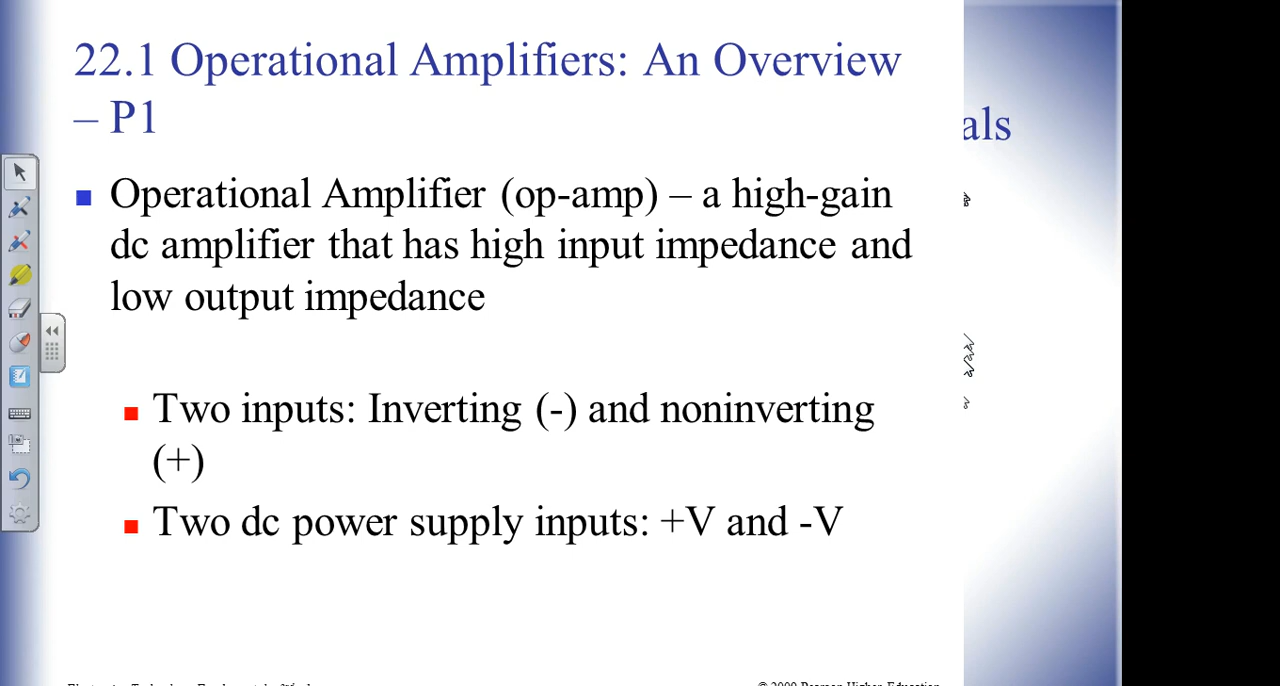 22.1 Operational Amplifiers: An Overview
– P1
als
Operational Amplifier (op-amp) – a high-gain
dc amplifier that has high input impedance and
low output impedance
Two inputs: Inverting (-) and noninverting
(+)
Two dc power supply inputs: +V and -V
© 2009 Pearson Higher Education